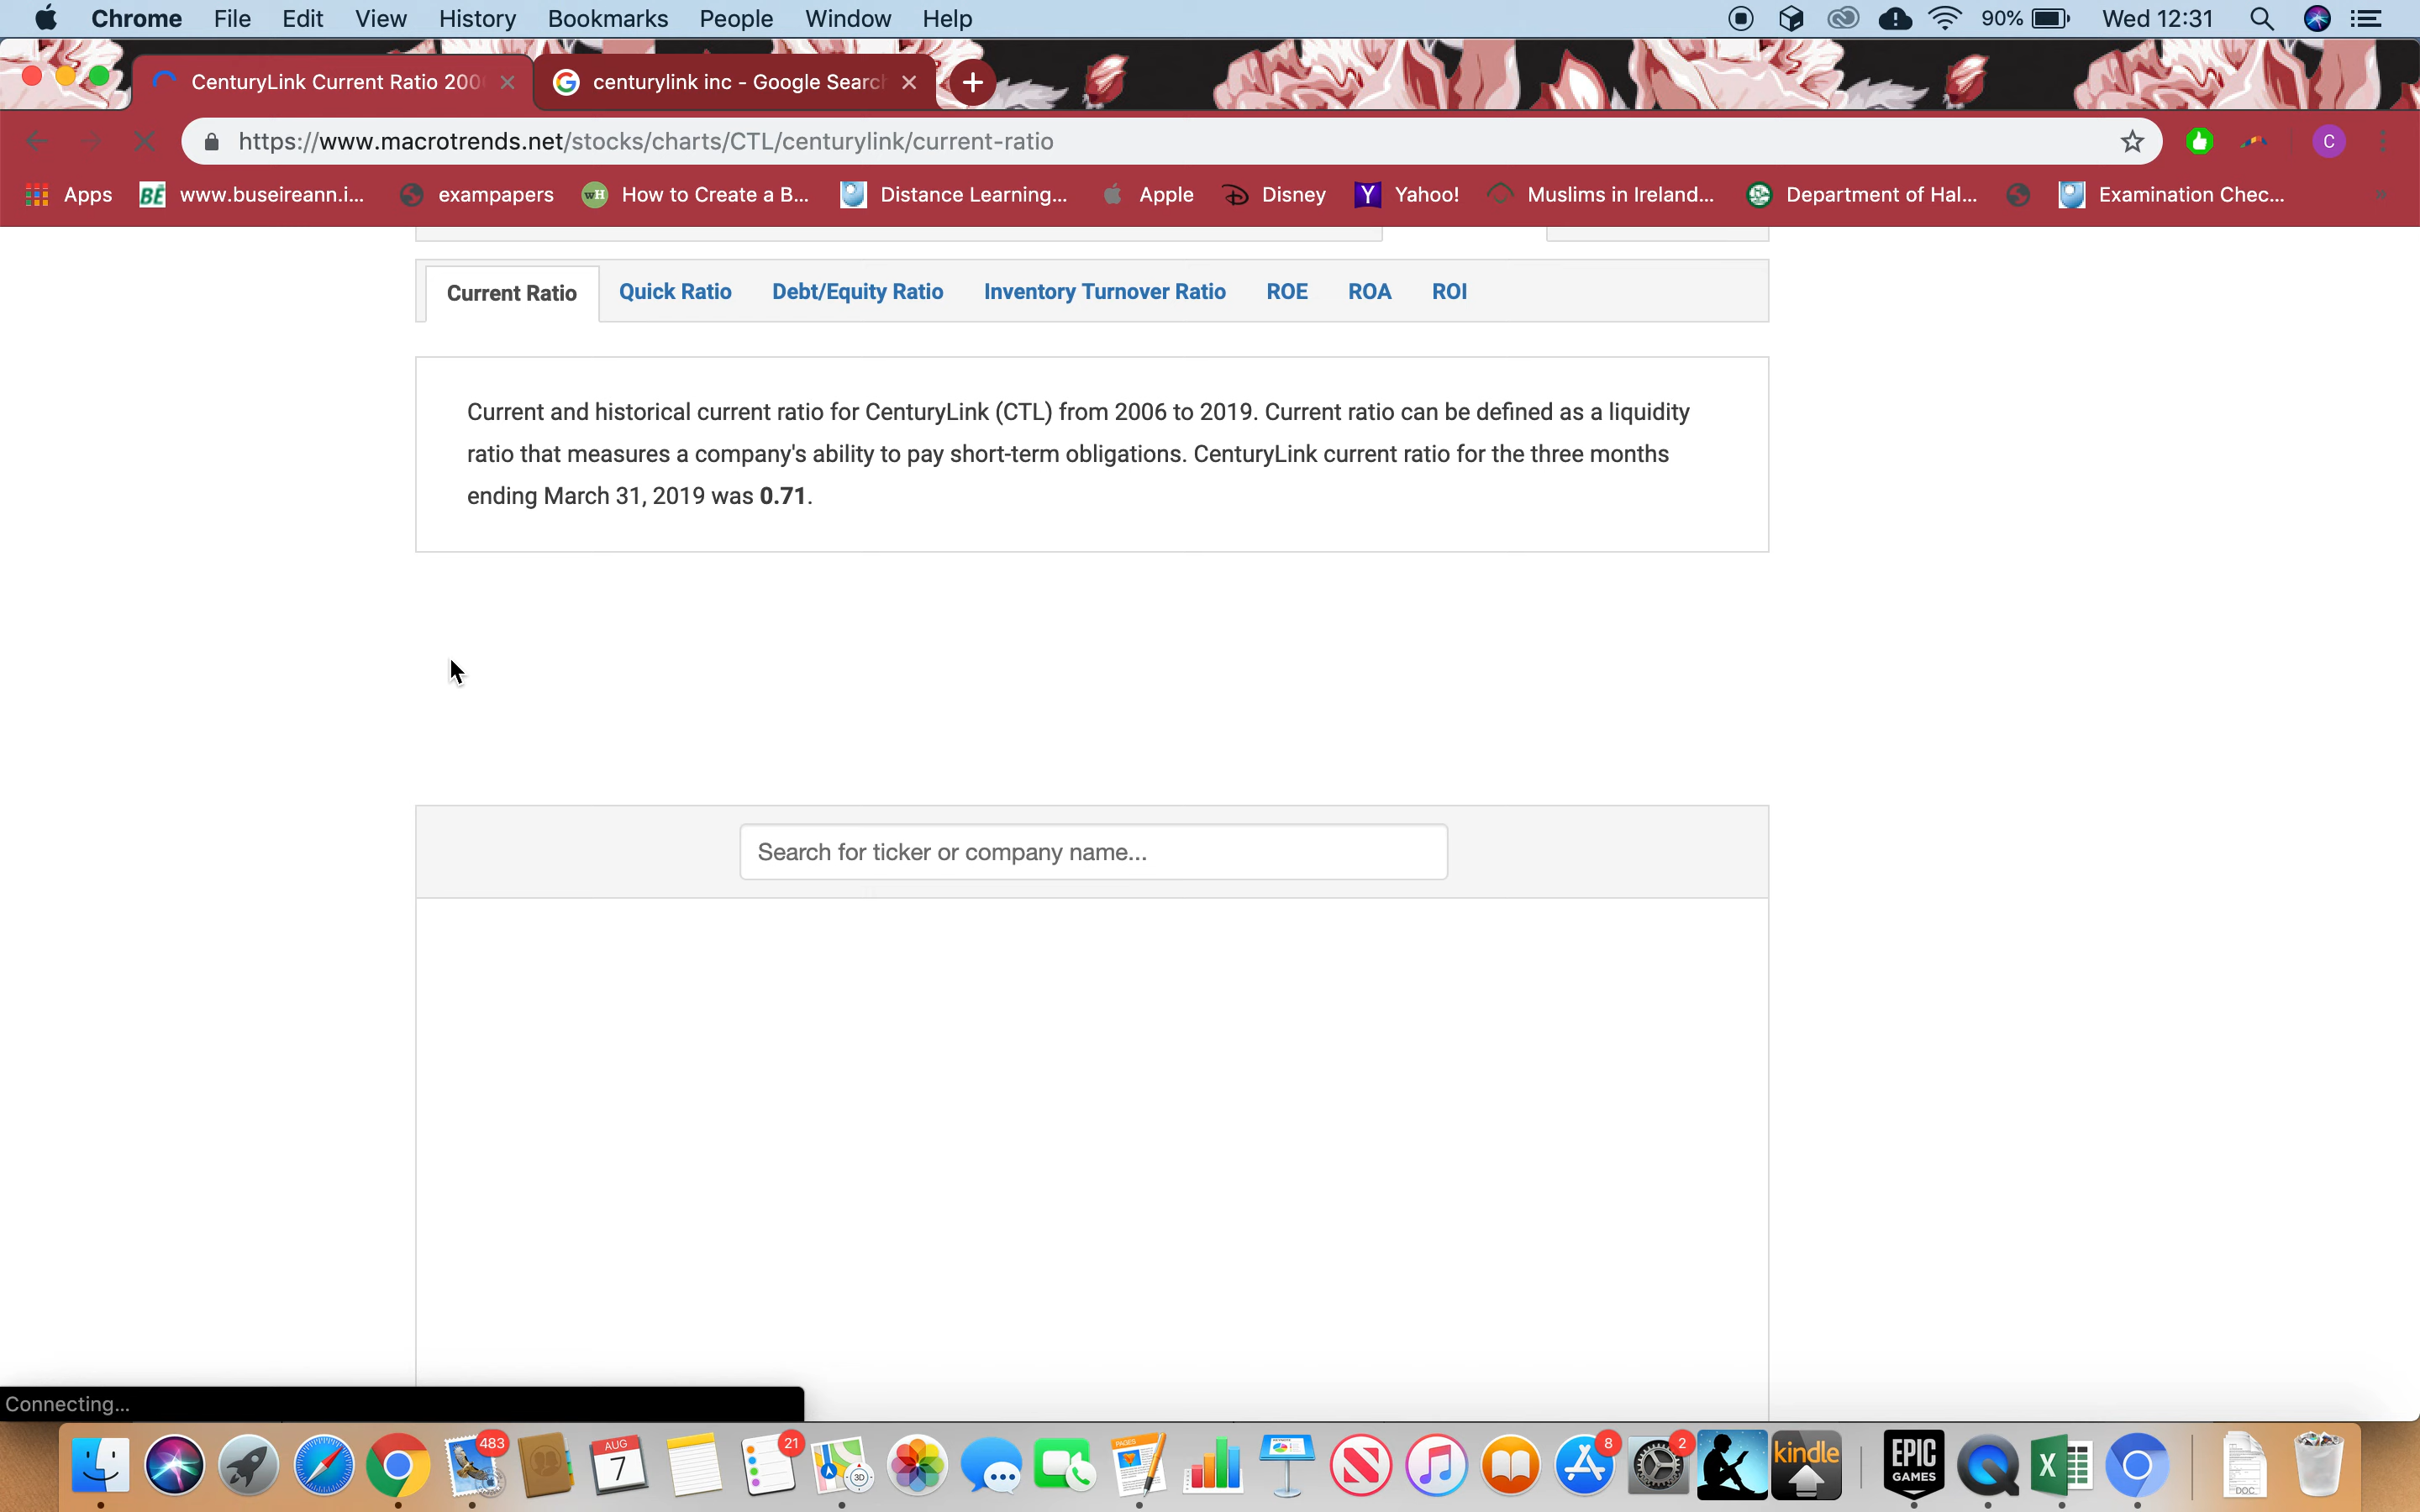 Chrome File Edit View History Bookmarks People Window Help 90% Wed 12:31
CenturyLink Current Ratio 200 centurylink inc - Google Search
https://www.macrotrends.net/stocks/charts/CTL/centurylink/current-ratio C
Apps BÉ www.buseireann.i... exampapers wH How to Create a B... Distance Learning... Apple Disney Y Yahoo! Muslims in Ireland... Department of Hal... Examination Chec...
Current Ratio Quick Ratio Debt/Equity Ratio Inventory Turnover Ratio ROE ROA ROI
Current and historical current ratio for CenturyLink (CTL) from 2006 to 2019. Current ratio can be defined as a liquidity
ratio that measures a company's ability to pay short-term obligations. CenturyLink current ratio for the three months
ending March 31, 2019 was 0.71.
Search for ticker or company name...
Connecting...
483 AUG 7 21 3D PAGES 8 2 kindle EPIC GAMES X DOC